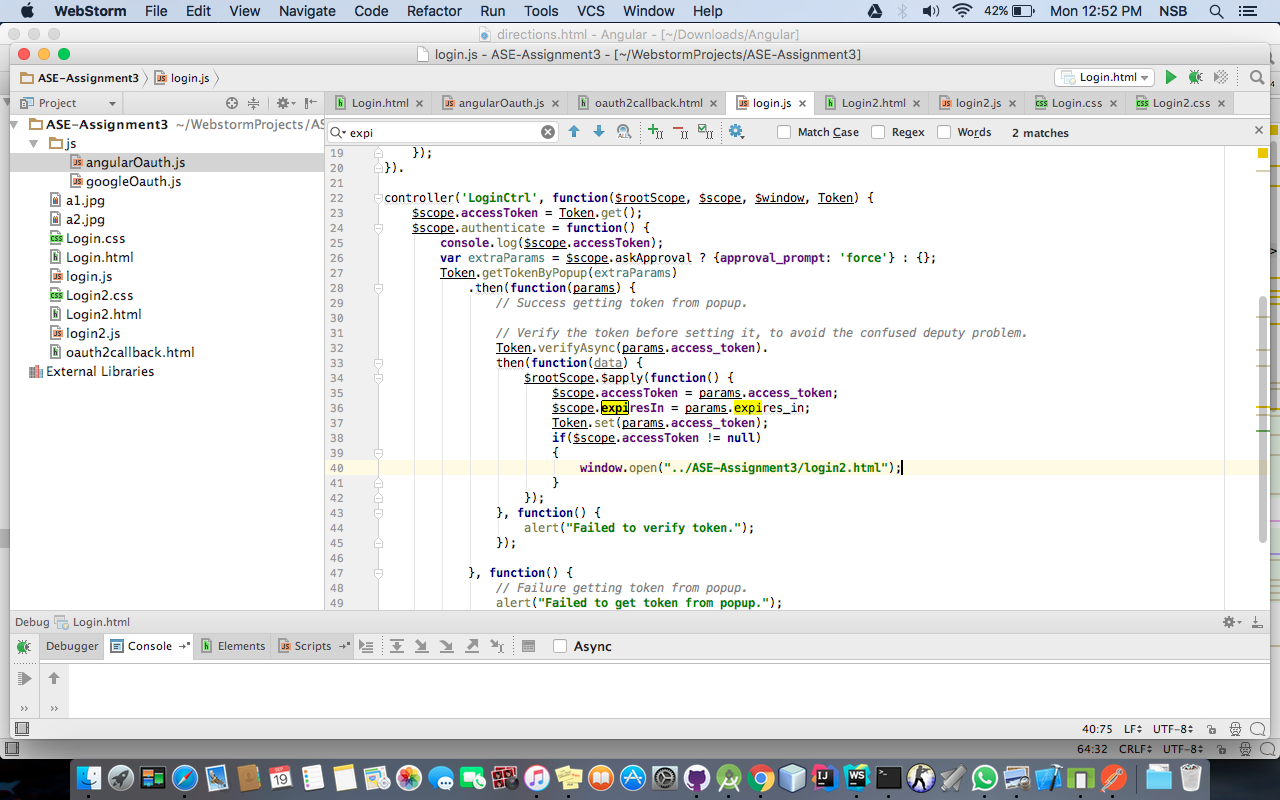 WebStorm File Edit View Navigate Code Refactor Run Tools VCS Window Help 42% Mon 12:52 PM NSB
directions.html - Angular - [~/Downloads/Angular]
login.js - ASE-Assignment3 - [~/WebstormProjects/ASE-Assignment3]
ASE-Assignment3 login.js Login.html
Project Login.html angularOauth.js oauth2callback.html login.js Login2.html login2.js Login.css Login2.css
ASE-Assignment3 ~/WebstormProjects/AS
js
angularOauth.js
googleOauth.js
a1.jpg
a2.jpg
Login.css
Login.html
login.js
Login2.css
Login2.html
login2.js
oauth2callback.html
External Libraries
expi Match Case Regex Words 2 matches
19 });
20 }).
21
22 controller('LoginCtrl', function($rootScope, $scope, $window, Token) {
23 $scope.accessToken = Token.get();
24 $scope.authenticate = function() {
25 console.log($scope.accessToken);
26 var extraParams = $scope.askApproval ? {approval_prompt: 'force'} : {};
27 Token.getTokenByPopup(extraParams)
28 .then(function(params) {
29 // Success getting token from popup.
30
31 // Verify the token before setting it, to avoid the confused deputy problem.
32 Token.verifyAsync(params.access_token).
33 then(function(data) {
34 $rootScope.$apply(function() {
35 $scope.accessToken = params.access_token;
36 $scope.expiresIn = params.expires_in;
37 Token.set(params.access_token);
38 if($scope.accessToken != null)
39 {
40 window.open("../ASE-Assignment3/login2.html");
41 }
42 });
43 }, function() {
44 alert("Failed to verify token.");
45 });
46
47 }, function() {
48 // Failure getting token from popup.
49 alert("Failed to get token from popup.");
Debug Login.html
Debugger Console Elements Scripts Async
40:75 LF UTF-8
64:32 CRLF UTF-8
SEP
19